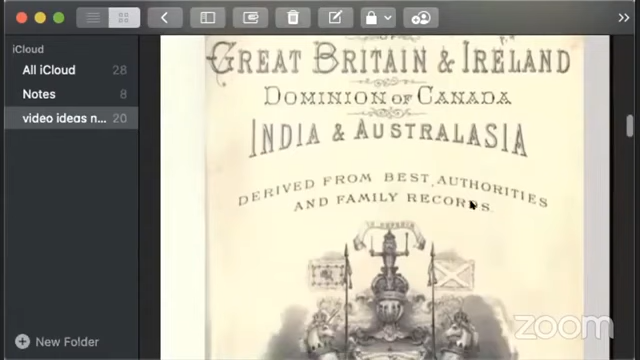 iCloud
All iCloud 28
Notes 8
video ideas n... 20
New Folder
GREAT BRITAIN & IRELAND
DOMINION OF CANADA
INDIA & AUSTRALASIA
DERIVED FROM BEST AUTHORITIES
AND FAMILY RECORDS.
zoom